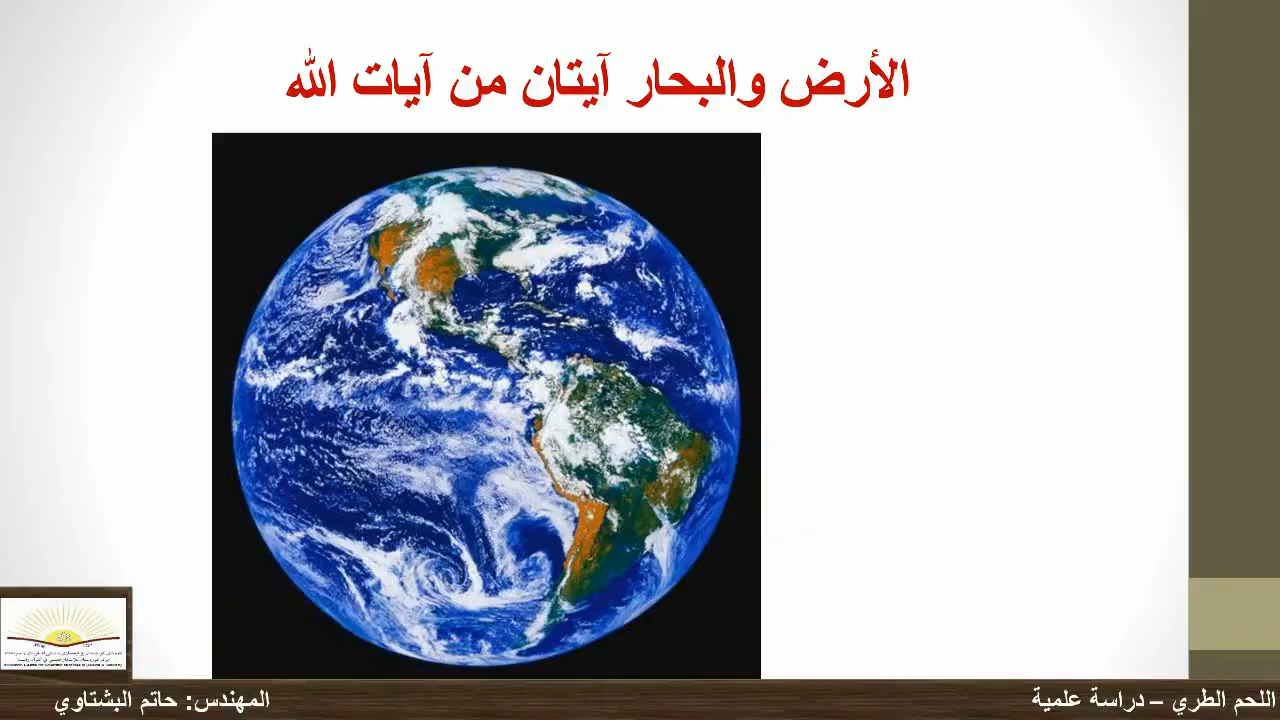 الأرض والبحار آيتان من آيات الله
اللحم الطري – دراسة علمية
المهندس: حاتم البشتاوي